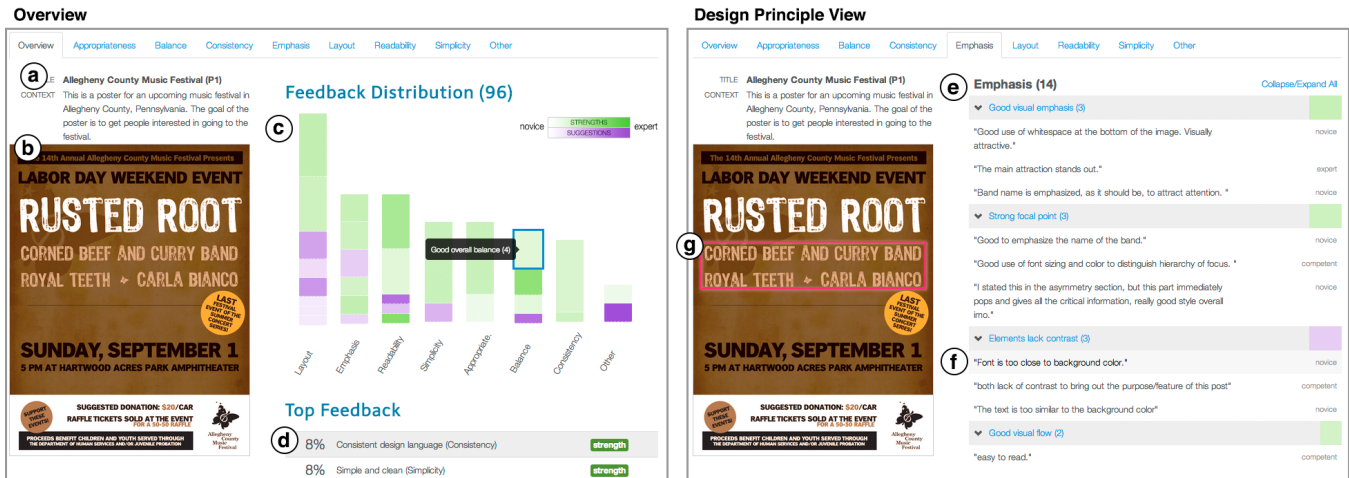 Overview
Overview Appropriateness Balance Consistency Emphasis Layout Readability Simplicity Other
a
TITLE Allegheny County Music Festival (P1)
CONTEXT This is a poster for an upcoming music festival in
Allegheny County, Pennsylvania. The goal of the
poster is to get people interested in going to the
festival.
b
The 14th Annual Allegheny County Music Festival Presents
LABOR DAY WEEKEND EVENT
RUSTED ROOT
CORNED BEEF AND CURRY BAND
ROYAL TEETH + CARLA BIANCO
LAST
FESTIVAL
EVENT OF THE
SUMMER
CONCERT
SERIES!
SUNDAY, SEPTEMBER 1
5 PM AT HARTWOOD ACRES PARK AMPHITHEATER
SUPPORT
THESE
EVENTS!
SUGGESTED DONATION: $20/CAR
RAFFLE TICKETS SOLD AT THE EVENT
FOR A 50-50 RAFFLE
PROCEEDS BENEFIT CHILDREN AND YOUTH SERVED THROUGH
THE DEPARTMENT OF HUMAN SERVICES AND/OR JUVENILE PROBATION
Allegheny
County
Music
Festival
Feedback Distribution (96)
c
novice STRENGTHS expert
SUGGESTIONS
Good overall balance (4)
Layout
Emphasis
Readability
Simplicity
Appropriate.
Balance
Consistency
Other
Top Feedback
d
8% Consistent design language (Consistency) strength
8% Simple and clean (Simplicity) strength
Design Principle View
Overview Appropriateness Balance Consistency Emphasis Layout Readability Simplicity Other
TITLE Allegheny County Music Festival (P1)
CONTEXT This is a poster for an upcoming music festival in
Allegheny County, Pennsylvania. The goal of the
poster is to get people interested in going to the
festival.
The 14th Annual Allegheny County Music Festival Presents
LABOR DAY WEEKEND EVENT
RUSTED ROOT
g
CORNED BEEF AND CURRY BAND
ROYAL TEETH + CARLA BIANCO
LAST
FESTIVAL
EVENT OF THE
SUMMER
CONCERT
SERIES!
SUNDAY, SEPTEMBER 1
5 PM AT HARTWOOD ACRES PARK AMPHITHEATER
SUPPORT
THESE
EVENTS!
SUGGESTED DONATION: $20/CAR
RAFFLE TICKETS SOLD AT THE EVENT
FOR A 50-50 RAFFLE
PROCEEDS BENEFIT CHILDREN AND YOUTH SERVED THROUGH
THE DEPARTMENT OF HUMAN SERVICES AND/OR JUVENILE PROBATION
Allegheny
County
Music
Festival
e
Emphasis (14) Collapse/Expand All
Good visual emphasis (3)
"Good use of whitespace at the bottom of the image. Visually novice
attractive."
"The main attraction stands out." expert
"Band name is emphasized, as it should be, to attract attention. " novice
Strong focal point (3)
"Good to emphasize the name of the band." novice
"Good use of font sizing and color to distinguish hierarchy of focus. " competent
"I stated this in the asymmetry section, but this part immediately novice
pops and gives all the critical information, really good style overall
imo."
Elements lack contrast (3)
f
"Font is too close to background color." novice
"both lack of contrast to bring out the purpose/feature of this post" competent
"The text is too similar to the background color" novice
Good visual flow (2)
"easy to read." competent